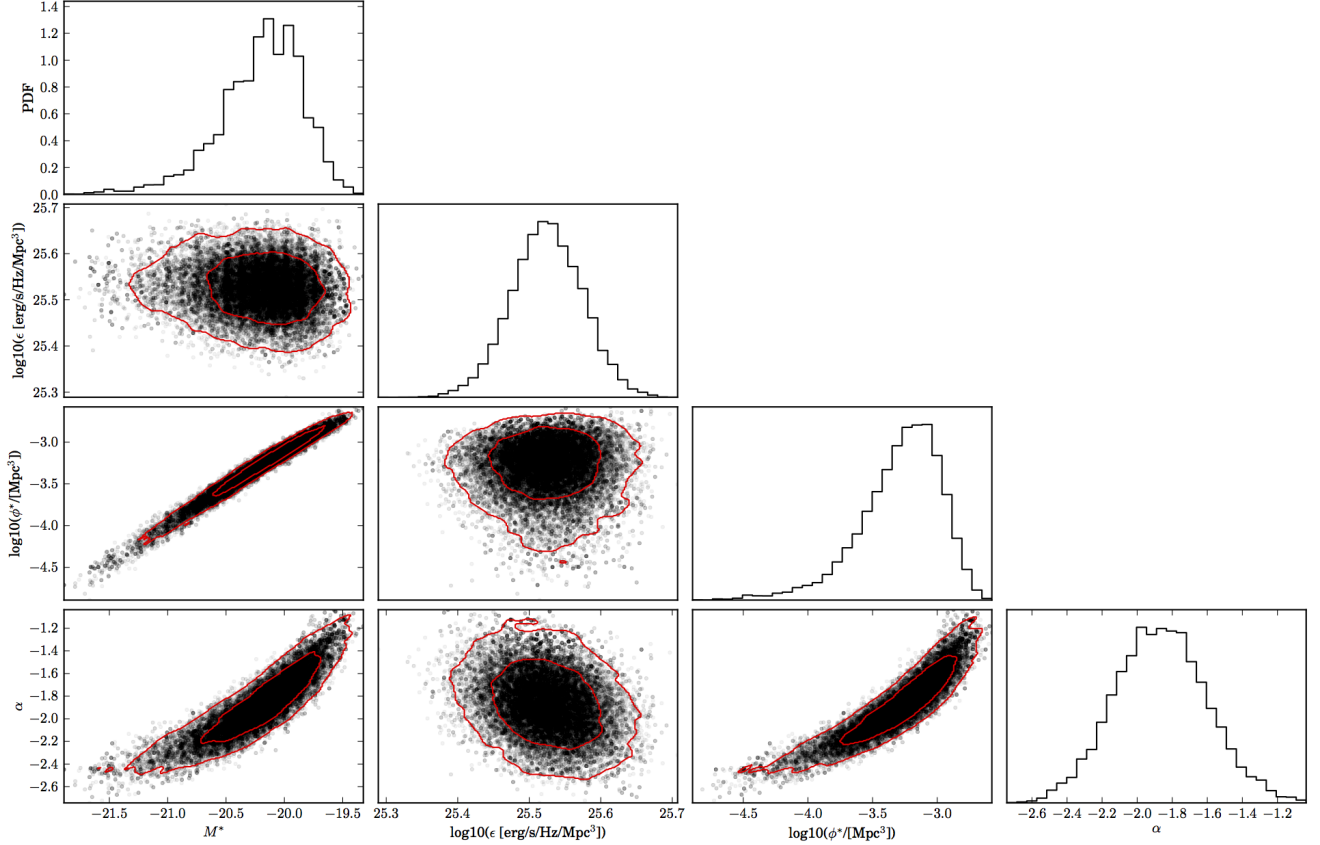 1.4
1.2
1.0
0.8
0.6
0.4
0.2
0.0
PDF
25.7
25.6
25.5
25.4
25.3
log10(ϵ [erg/s/Hz/Mpc³])
−3.0
−3.5
−4.0
−4.5
log10(ϕ*/[Mpc³])
−1.2
−1.4
−1.6
−1.8
−2.0
−2.2
−2.4
−2.6
α
−21.5 −21.0 −20.5 −20.0 −19.5
M*
25.3 25.4 25.5 25.6 25.7
log10(ϵ [erg/s/Hz/Mpc³])
−4.5 −4.0 −3.5 −3.0
log10(ϕ*/[Mpc³])
−2.6 −2.4 −2.2 −2.0 −1.8 −1.6 −1.4 −1.2
α